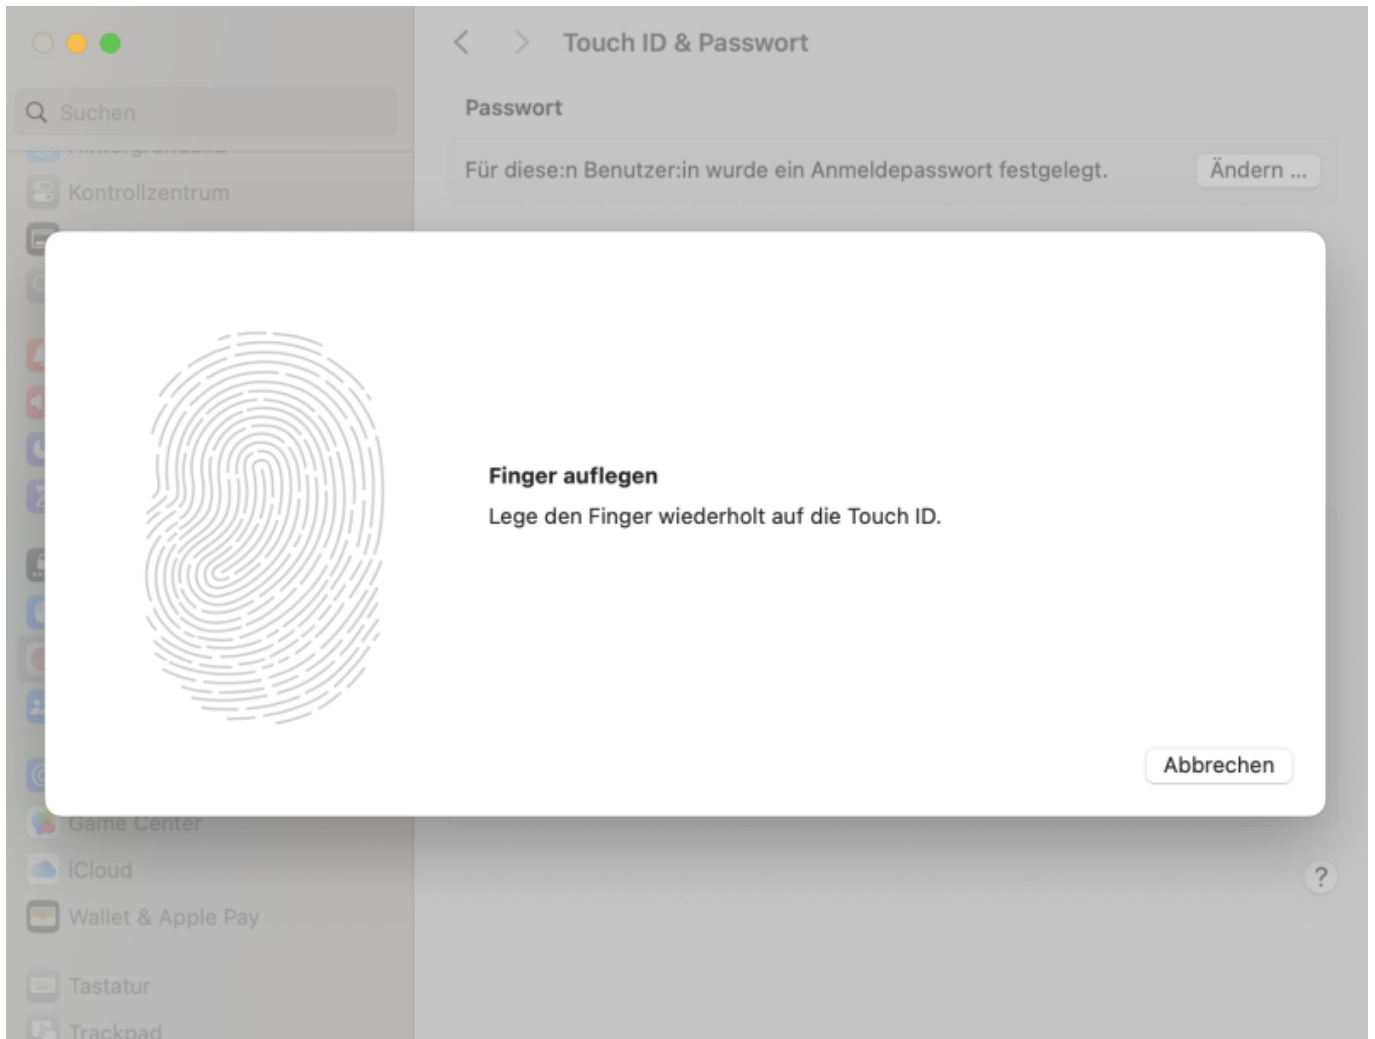 Touch ID & Passwort
Suchen
Passwort
Für diese:n Benutzer:in wurde ein Anmeldepasswort festgelegt.
Ändern ...
Kontrollzentrum
Finger auflegen
Lege den Finger wiederholt auf die Touch ID.
Abbrechen
Game Center
iCloud
?
Wallet & Apple Pay
Tastatur
Trackpad